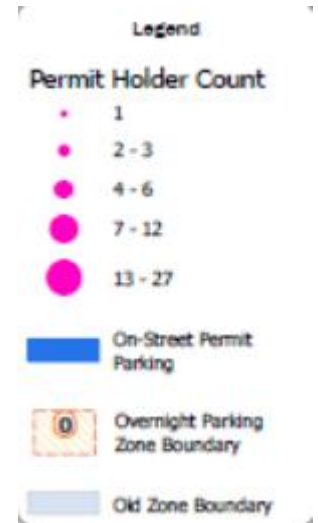 Legend
Permit Holder Count
1
2 - 3
4 - 6
7 - 12
13 - 27
On-Street Permit
Parking
0
Overnight Parking
Zone Boundary
Old Zone Boundary